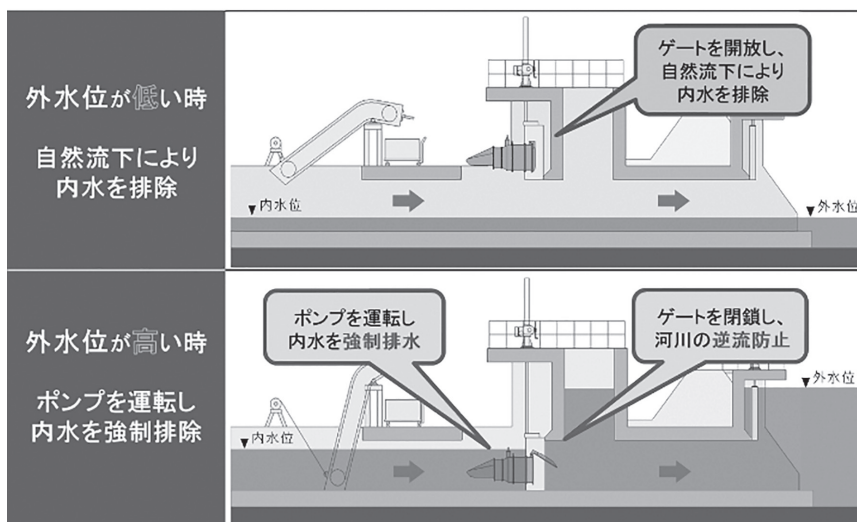 外水位が低い時
自然流下により
内水を排除
ゲートを開放し、
自然流下により
内水を排除
内水位
外水位
外水位が高い時
ポンプを運転し
内水を強制排除
ポンプを運転し
内水を強制排水
ゲートを閉鎖し、
河川の逆流防止
内水位
外水位